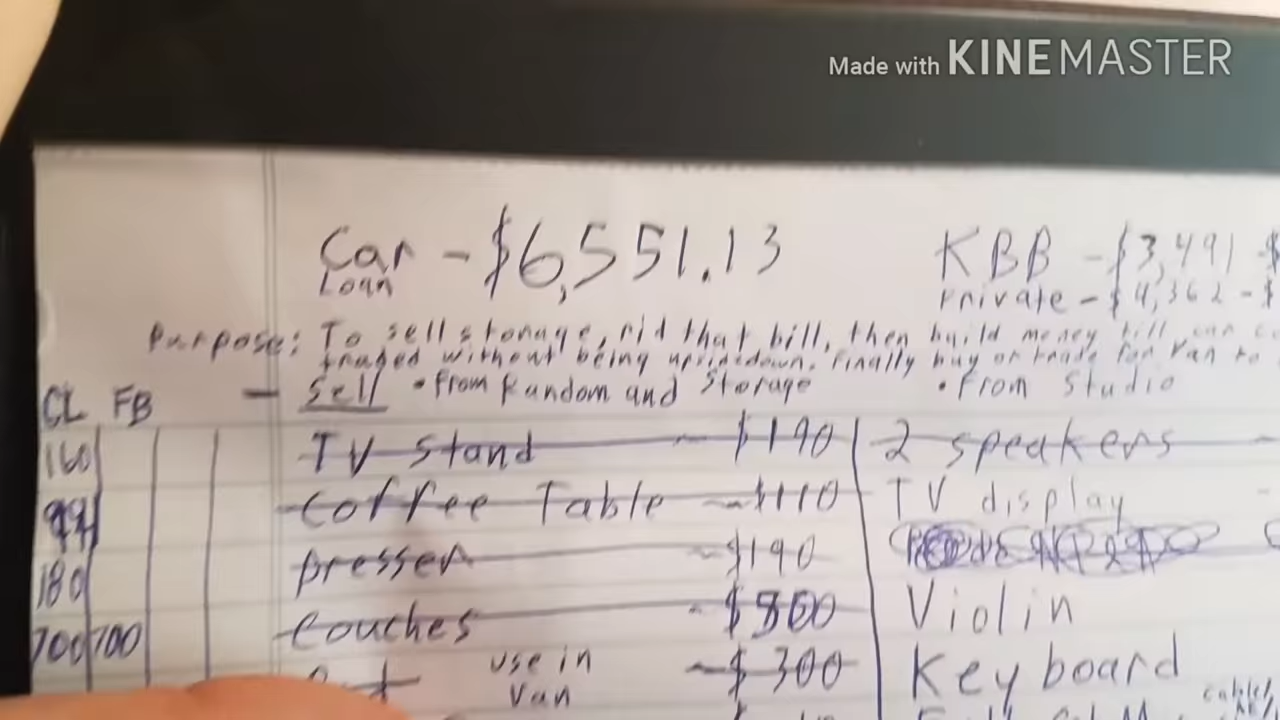 Made with KINEMASTER
Car - $6,551.13 KBB - $3,491 - $
Loan Private - $4,362 - $
Purpose: To sell storage, rid that bill, then build money till car
traded without being upsidedown, finally buy or trade for Van to
CL FB - Sell • From Random and Storage • From Studio
160 TV Stand - $190 2 speakers -
Coffee Table - $110 TV display -
180 Dresser - $190
700 700 couches - $ Violin
use in - $300 Keyboard
Van